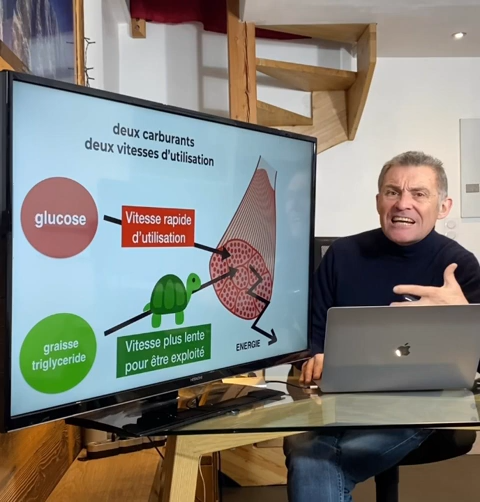 deux carburants
deux vitesses d'utilisation
glucose
Vitesse rapide
d'utilisation
graisse
triglyceride
Vitesse plus lente
pour être exploité
ENERGIE